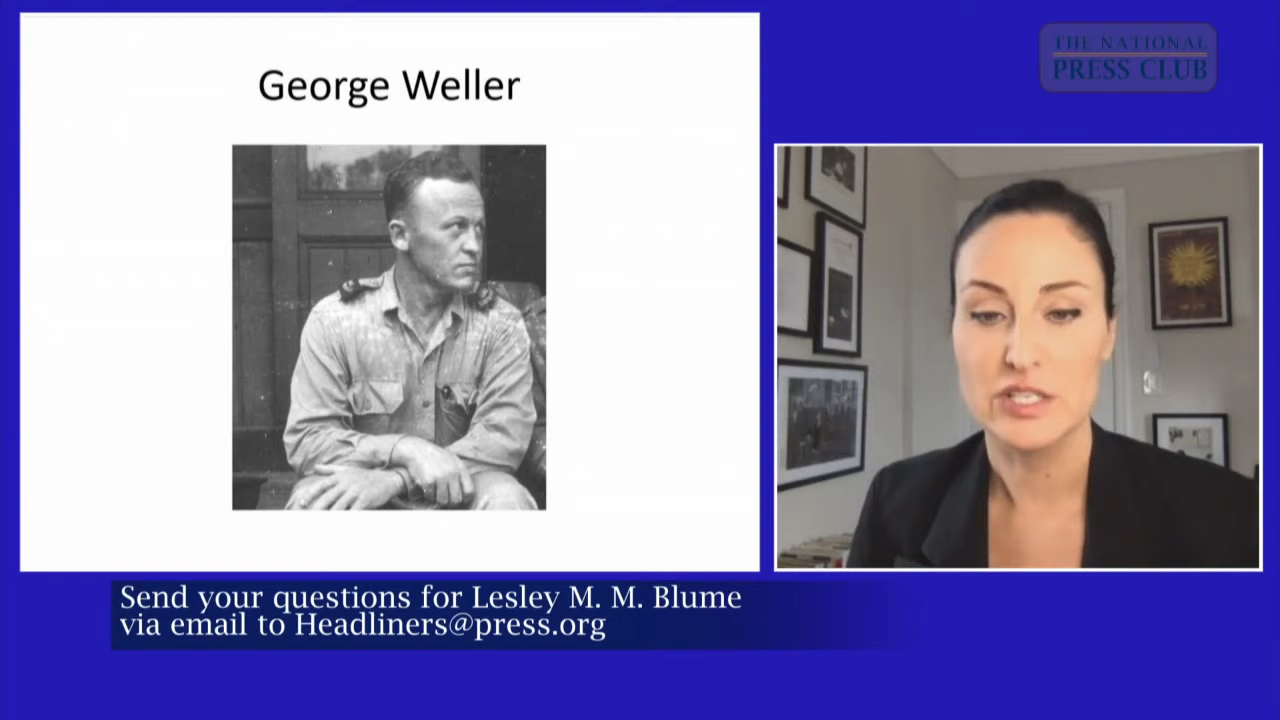 George Weller
THE NATIONAL
PRESS CLUB
Send your questions for Lesley M. M. Blume
via email to Headliners@press.org